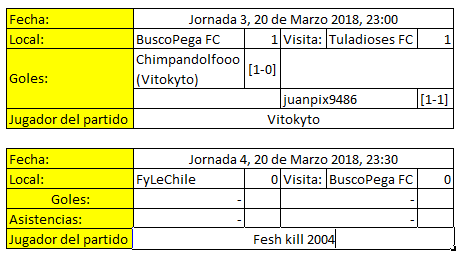 Fecha: Jornada 3, 20 de Marzo 2018, 23:00
Local: BuscoPega FC 1 Visita: Tuladioses FC 1
Goles: Chimpandolfooo (Vitokyto) [1-0]
juanpix9486 [1-1]
Jugador del partido Vitokyto
Fecha: Jornada 4, 20 de Marzo 2018, 23:30
Local: FyLeChile 0 Visita: BuscoPega FC 0
Goles: - -
Asistencias: - -
Jugador del partido Fesh kill 2004